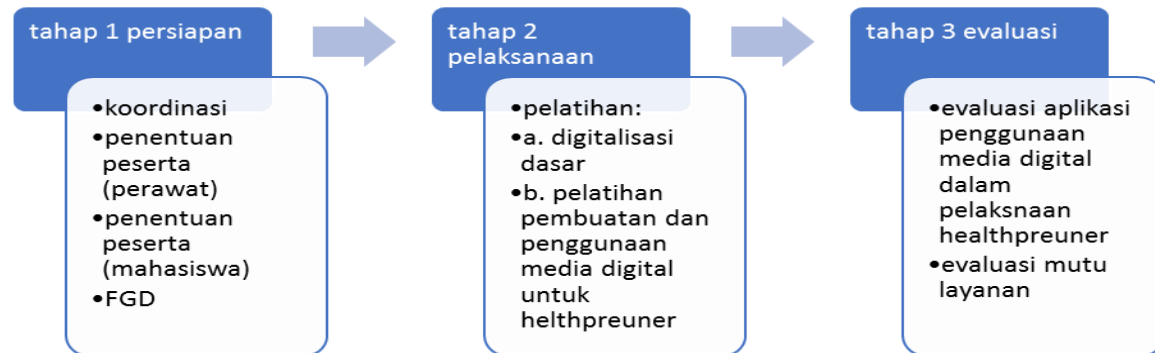 tahap 1 persiapan
•koordinasi
•penentuan
peserta
(perawat)
•penentuan
peserta
(mahasiswa)
•FGD
tahap 2
pelaksanaan
•pelatihan:
•a. digitalisasi
dasar
•b. pelatihan
pembuatan dan
penggunaan
media digital
untuk
helthpreuner
tahap 3 evaluasi
•evaluasi aplikasi
penggunaan
media digital
dalam
pelaksnaan
healthpreuner
•evaluasi mutu
layanan